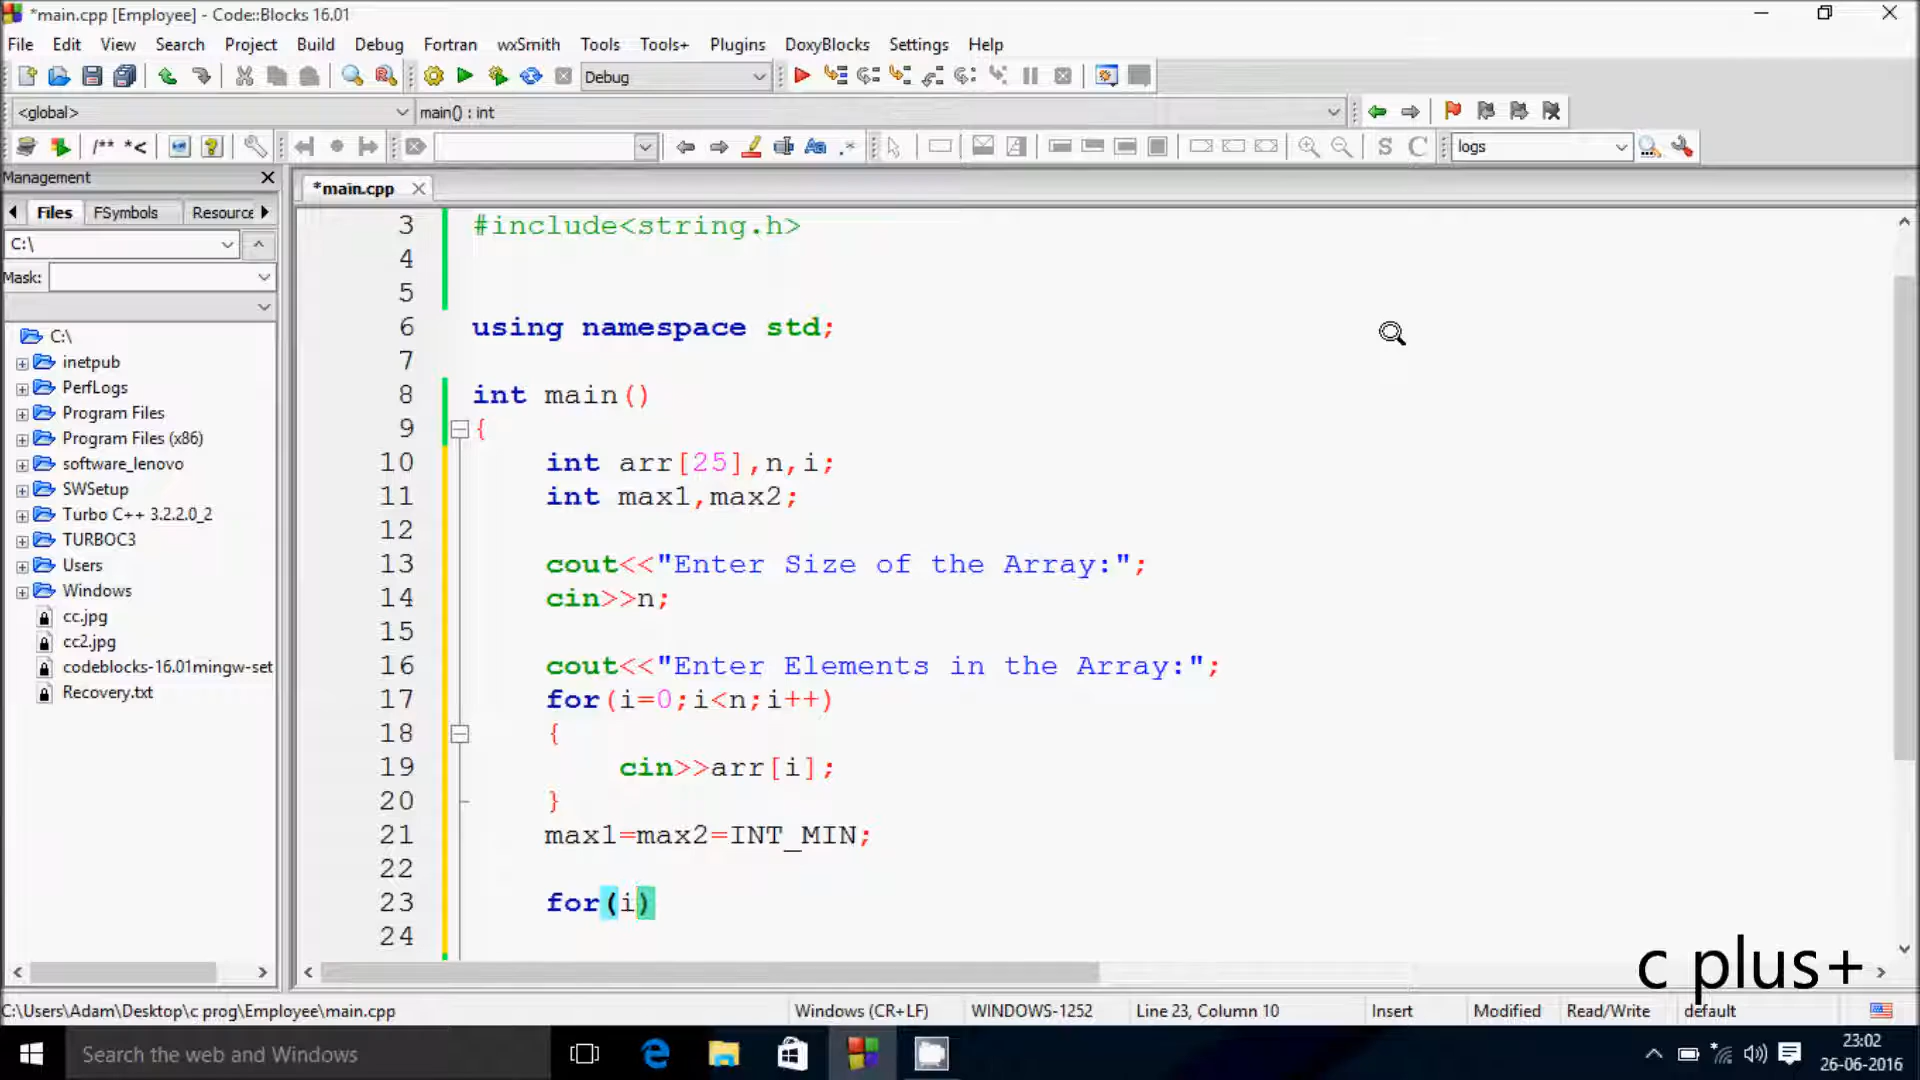 *main.cpp [Employee] - Code::Blocks 16.01
File Edit View Search Project Build Debug Fortran wxSmith Tools Tools+ Plugins DoxyBlocks Settings Help
Debug
<global> main() : int
/** *< Aa .* S C logs
Management
Files FSymbols Resource
*main.cpp
C:\
Mask:
C:\
inetpub
PerfLogs
Program Files
Program Files (x86)
software_lenovo
SWSetup
Turbo C++ 3.2.2.0_2
TURBOC3
Users
Windows
cc.jpg
cc2.jpg
codeblocks-16.01mingw-set
Recovery.txt
3 #include<string.h>
4
5
6 using namespace std;
7
8 int main()
9 {
10 int arr[25],n,i;
11 int max1,max2;
12
13 cout<<"Enter Size of the Array:";
14 cin>>n;
15
16 cout<<"Enter Elements in the Array:";
17 for(i=0;i<n;i++)
18 {
19 cin>>arr[i];
20 }
21 max1=max2=INT_MIN;
22
23 for(i)
24
c plus+
C:\Users\Adam\Desktop\c prog\Employee\main.cpp Windows (CR+LF) WINDOWS-1252 Line 23, Column 10 Insert Modified Read/Write default
Search the web and Windows
23:02
26-06-2016